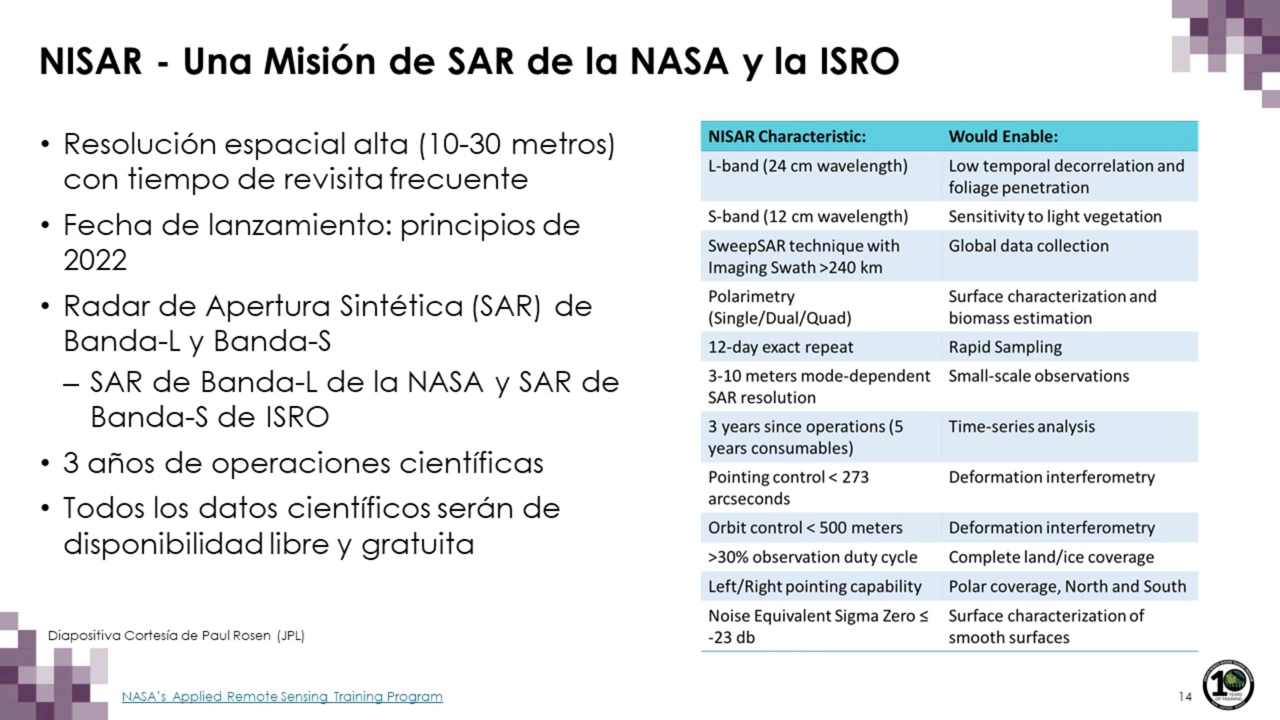 NISAR - Una Misión de SAR de la NASA y la ISRO
• Resolución espacial alta (10-30 metros)
con tiempo de revisita frecuente
• Fecha de lanzamiento: principios de
2022
• Radar de Apertura Sintética (SAR) de
Banda-L y Banda-S
– SAR de Banda-L de la NASA y SAR de
Banda-S de ISRO
• 3 años de operaciones científicas
• Todos los datos científicos serán de
disponibilidad libre y gratuita
NISAR Characteristic: Would Enable:
L-band (24 cm wavelength) Low temporal decorrelation and
foliage penetration
S-band (12 cm wavelength) Sensitivity to light vegetation
SweepSAR technique with Global data collection
Imaging Swath >240 km
Polarimetry Surface characterization and
(Single/Dual/Quad) biomass estimation
12-day exact repeat Rapid Sampling
3-10 meters mode-dependent Small-scale observations
SAR resolution
3 years since operations (5 Time-series analysis
years consumables)
Pointing control < 273 Deformation interferometry
arcseconds
Orbit control < 500 meters Deformation interferometry
>30% observation duty cycle Complete land/ice coverage
Left/Right pointing capability Polar coverage, North and South
Noise Equivalent Sigma Zero ≤ Surface characterization of
-23 db smooth surfaces
Diapositiva Cortesía de Paul Rosen (JPL)
NASA's Applied Remote Sensing Training Program
14
10
YEARS
OF TRAINING